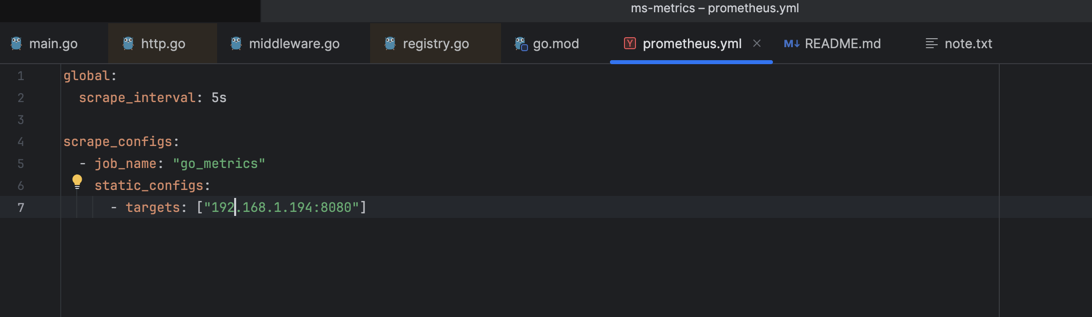 ms-metrics – prometheus.yml
main.go http.go middleware.go registry.go go.mod Y prometheus.yml × M↓ README.md note.txt
1 global:
2   scrape_interval: 5s
3
4 scrape_configs:
5   - job_name: "go_metrics"
6     static_configs:
7       - targets: ["192.168.1.194:8080"]